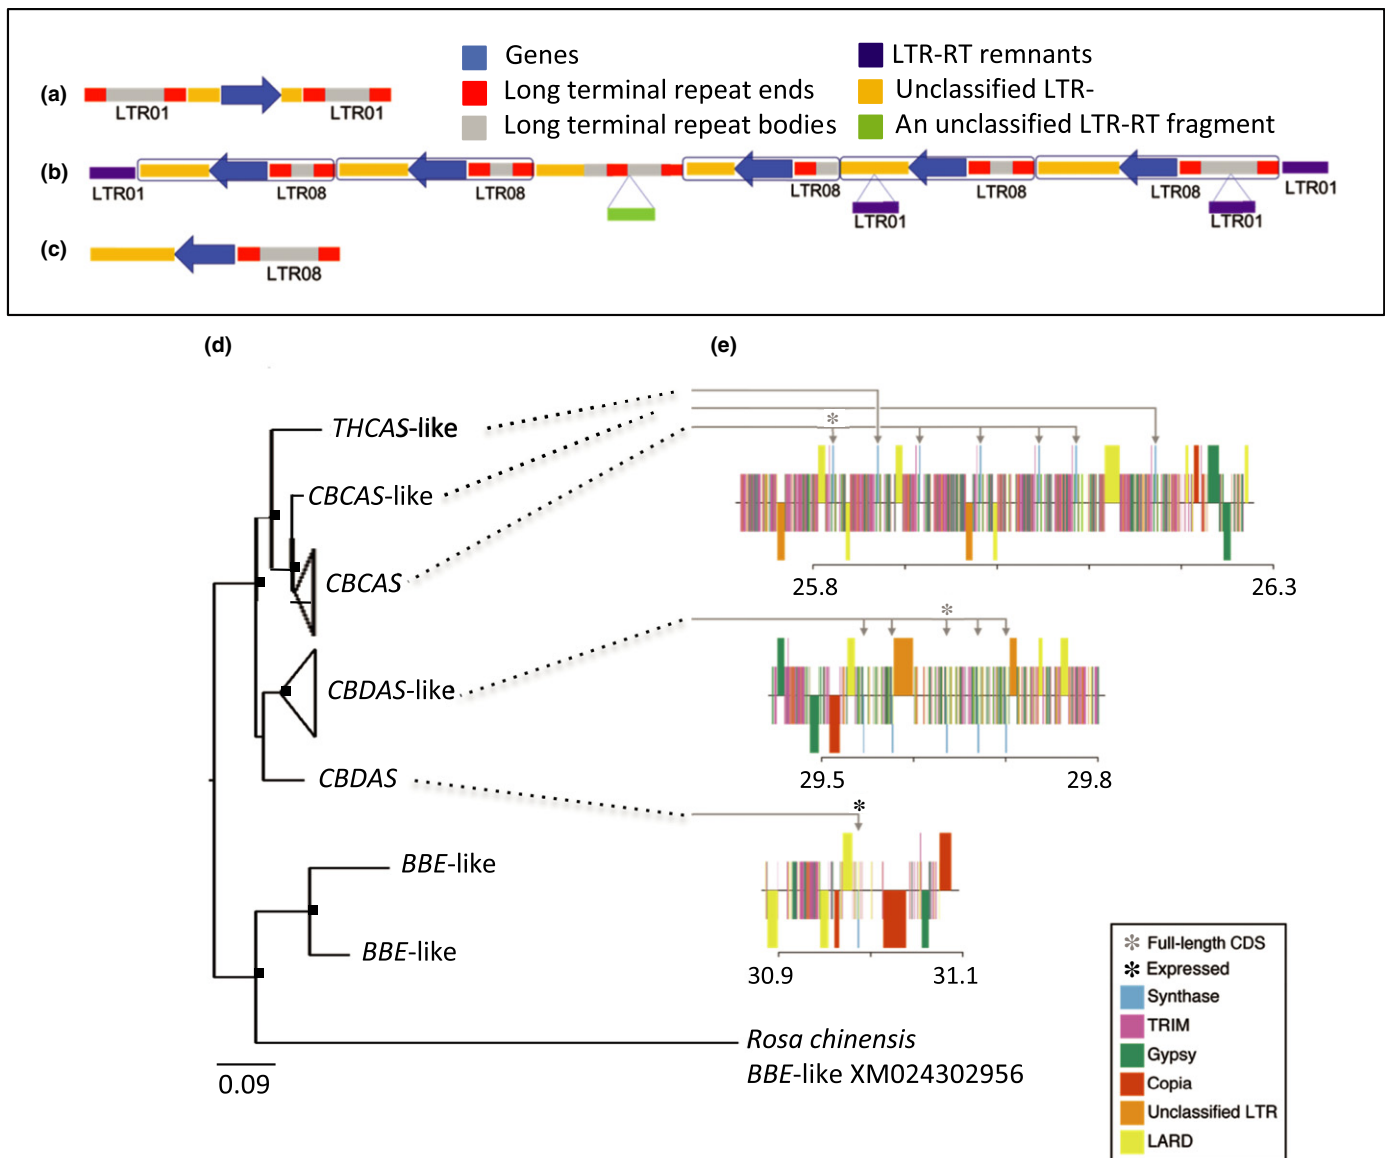 Genes
LTR-RT remnants
Long terminal repeat ends
Unclassified LTR-
Long terminal repeat bodies
An unclassified LTR-RT fragment
(a)
LTR01
LTR01
(b)
LTR01
LTR08
LTR08
LTR08
LTR01
LTR08
LTR08
LTR01
LTR01
(c)
LTR08
(d)
(e)
THCAS-like
CBCAS-like
CBCAS
CBDAS-like
CBDAS
BBE-like
BBE-like
Rosa chinensis
BBE-like XM024302956
0.09
*
25.8
26.3
*
29.5
29.8
*
30.9
31.1
* Full-length CDS
* Expressed
Synthase
TRIM
Gypsy
Copia
Unclassified LTR
LARD